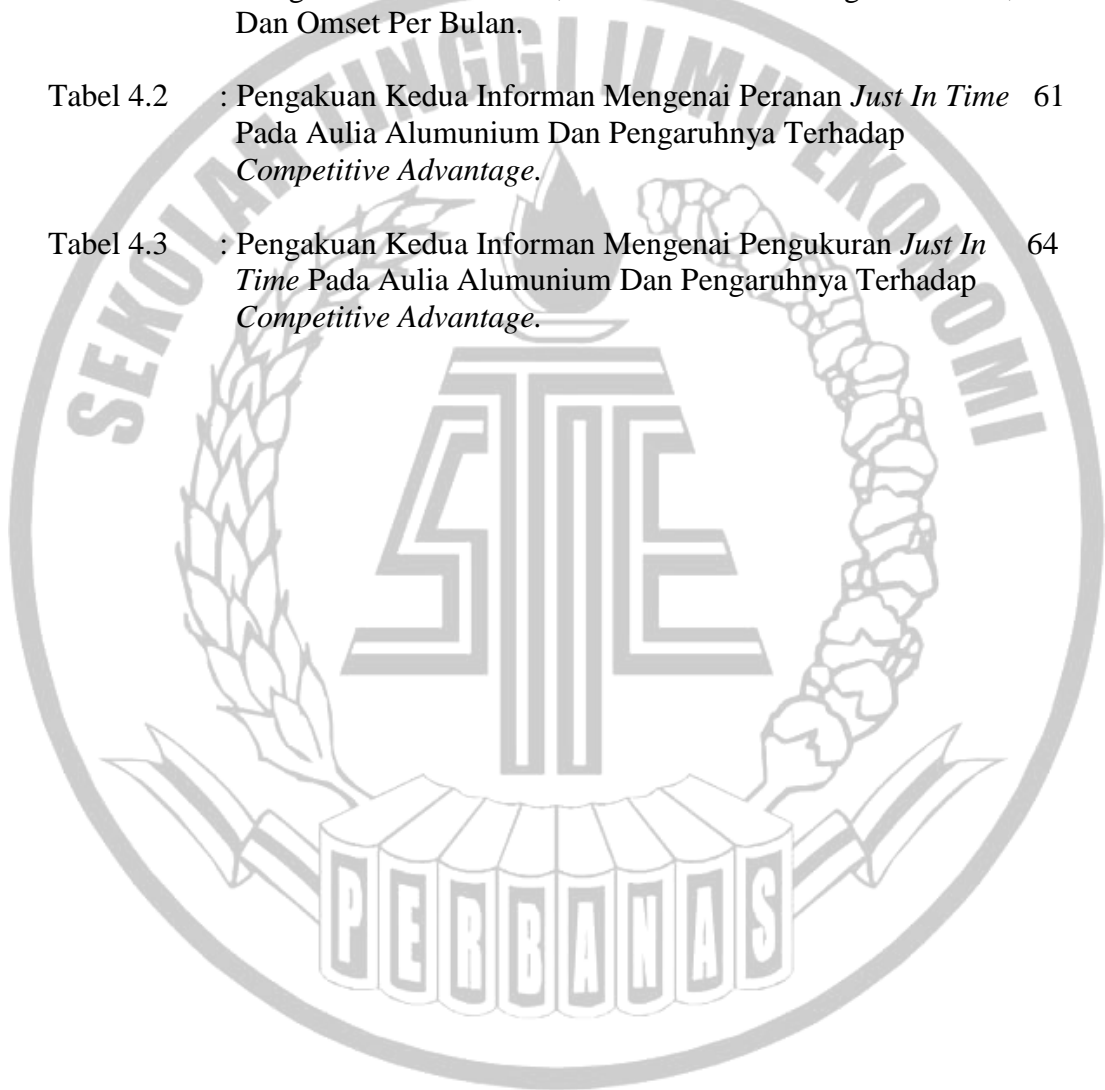 Dan Omset Per Bulan.
Tabel 4.2 : Pengakuan Kedua Informan Mengenai Peranan Just In Time 61
Pada Aulia Alumunium Dan Pengaruhnya Terhadap
Competitive Advantage.
Tabel 4.3 : Pengakuan Kedua Informan Mengenai Pengukuran Just In 64
Time Pada Aulia Alumunium Dan Pengaruhnya Terhadap
Competitive Advantage.
SEKOLAH TINGGI ILMU EKONOMI
STIE
PERBANAS